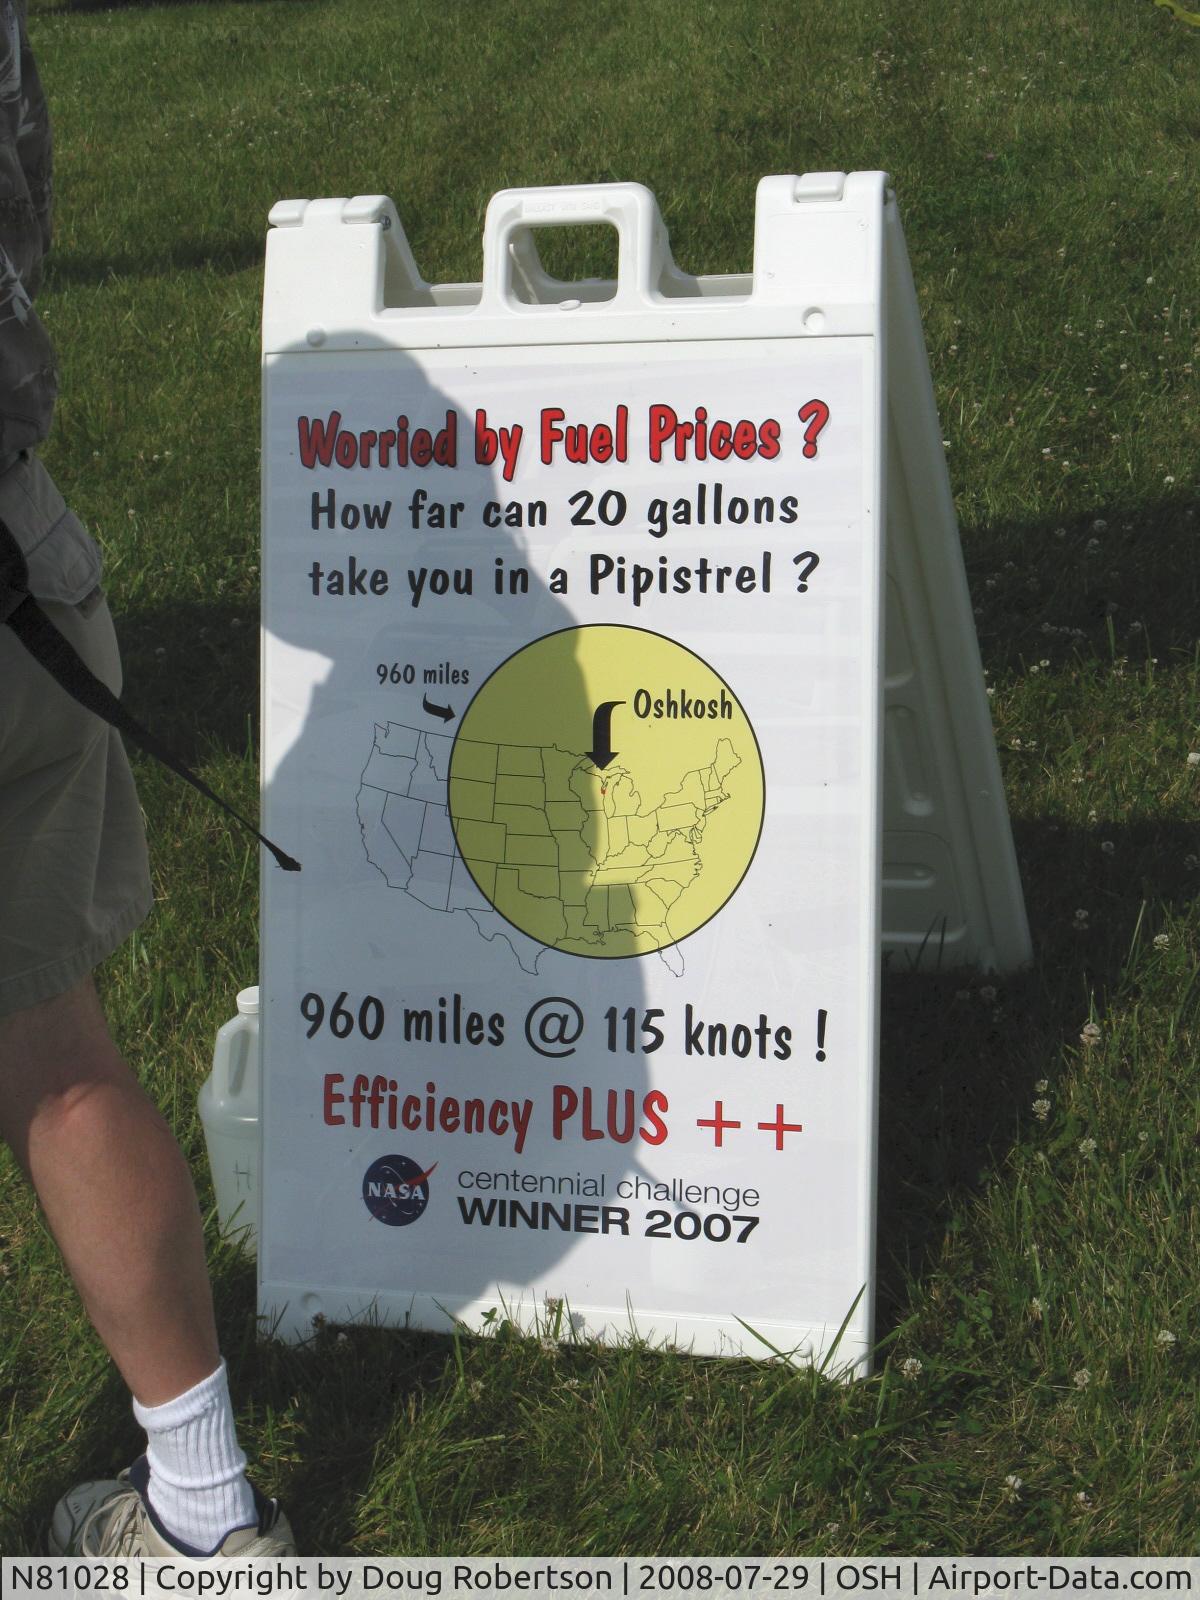 Worried by Fuel Prices ?
How far can 20 gallons
take you in a Pipistrel ?
960 miles
Oshkosh
960 miles @ 115 knots !
Efficiency PLUS ++
NASA
centennial challenge
WINNER 2007
H
N81028 | Copyright by Doug Robertson | 2008-07-29 | OSH | Airport-Data.com